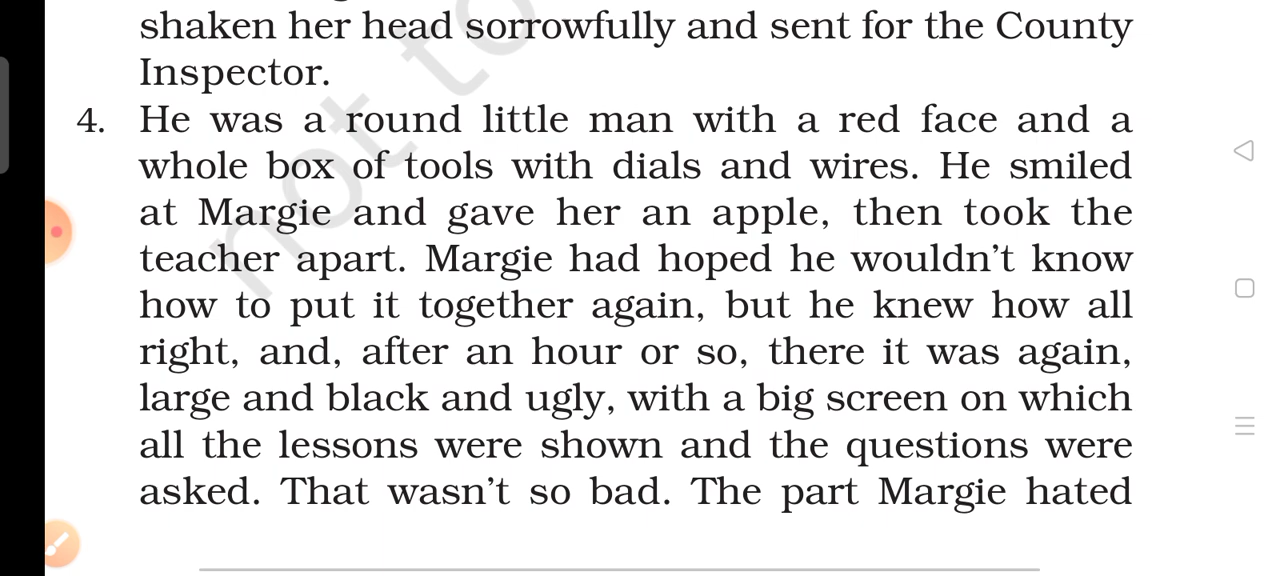 shaken her head sorrowfully and sent for the County
Inspector.
4. He was a round little man with a red face and a
whole box of tools with dials and wires. He smiled
at Margie and gave her an apple, then took the
teacher apart. Margie had hoped he wouldn’t know
how to put it together again, but he knew how all
right, and, after an hour or so, there it was again,
large and black and ugly, with a big screen on which
all the lessons were shown and the questions were
asked. That wasn’t so bad. The part Margie hated
not to